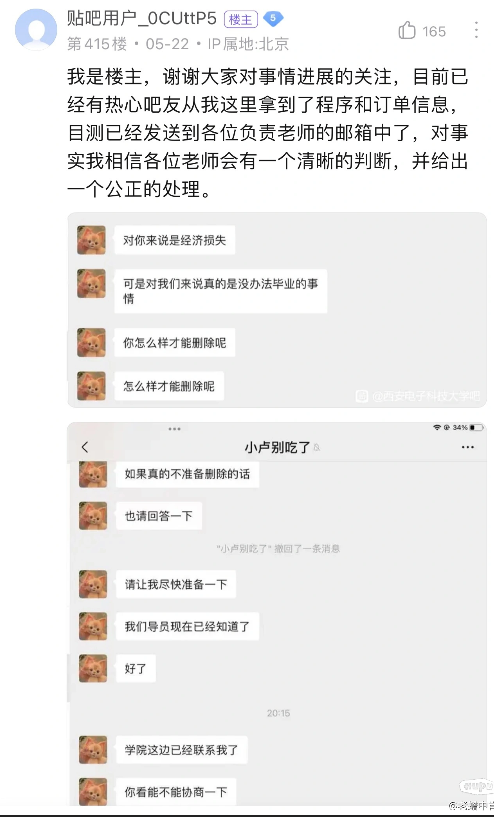 贴吧用户_0CUttP5 楼主 5
第415楼 · 05-22 · IP属地:北京
165
我是楼主，谢谢大家对事情进展的关注，目前已
经有热心吧友从我这里拿到了程序和订单信息，
目测已经发送到各位负责老师的邮箱中了，对事
实我相信各位老师会有一个清晰的判断，并给出
一个公正的处理。
对你来说是经济损失
可是对我们来说真的是没办法毕业的事
情
你怎么样才能删除呢
怎么样才能删除呢
@西安电子科技大学吧
34%
小卢别吃了
如果真的不准备删除的话
也请回答一下
"小卢别吃了" 撤回了一条消息
请让我尽快准备一下
我们导员现在已经知道了
好了
20:15
学院这边已经联系我了
你看能不能协商一下